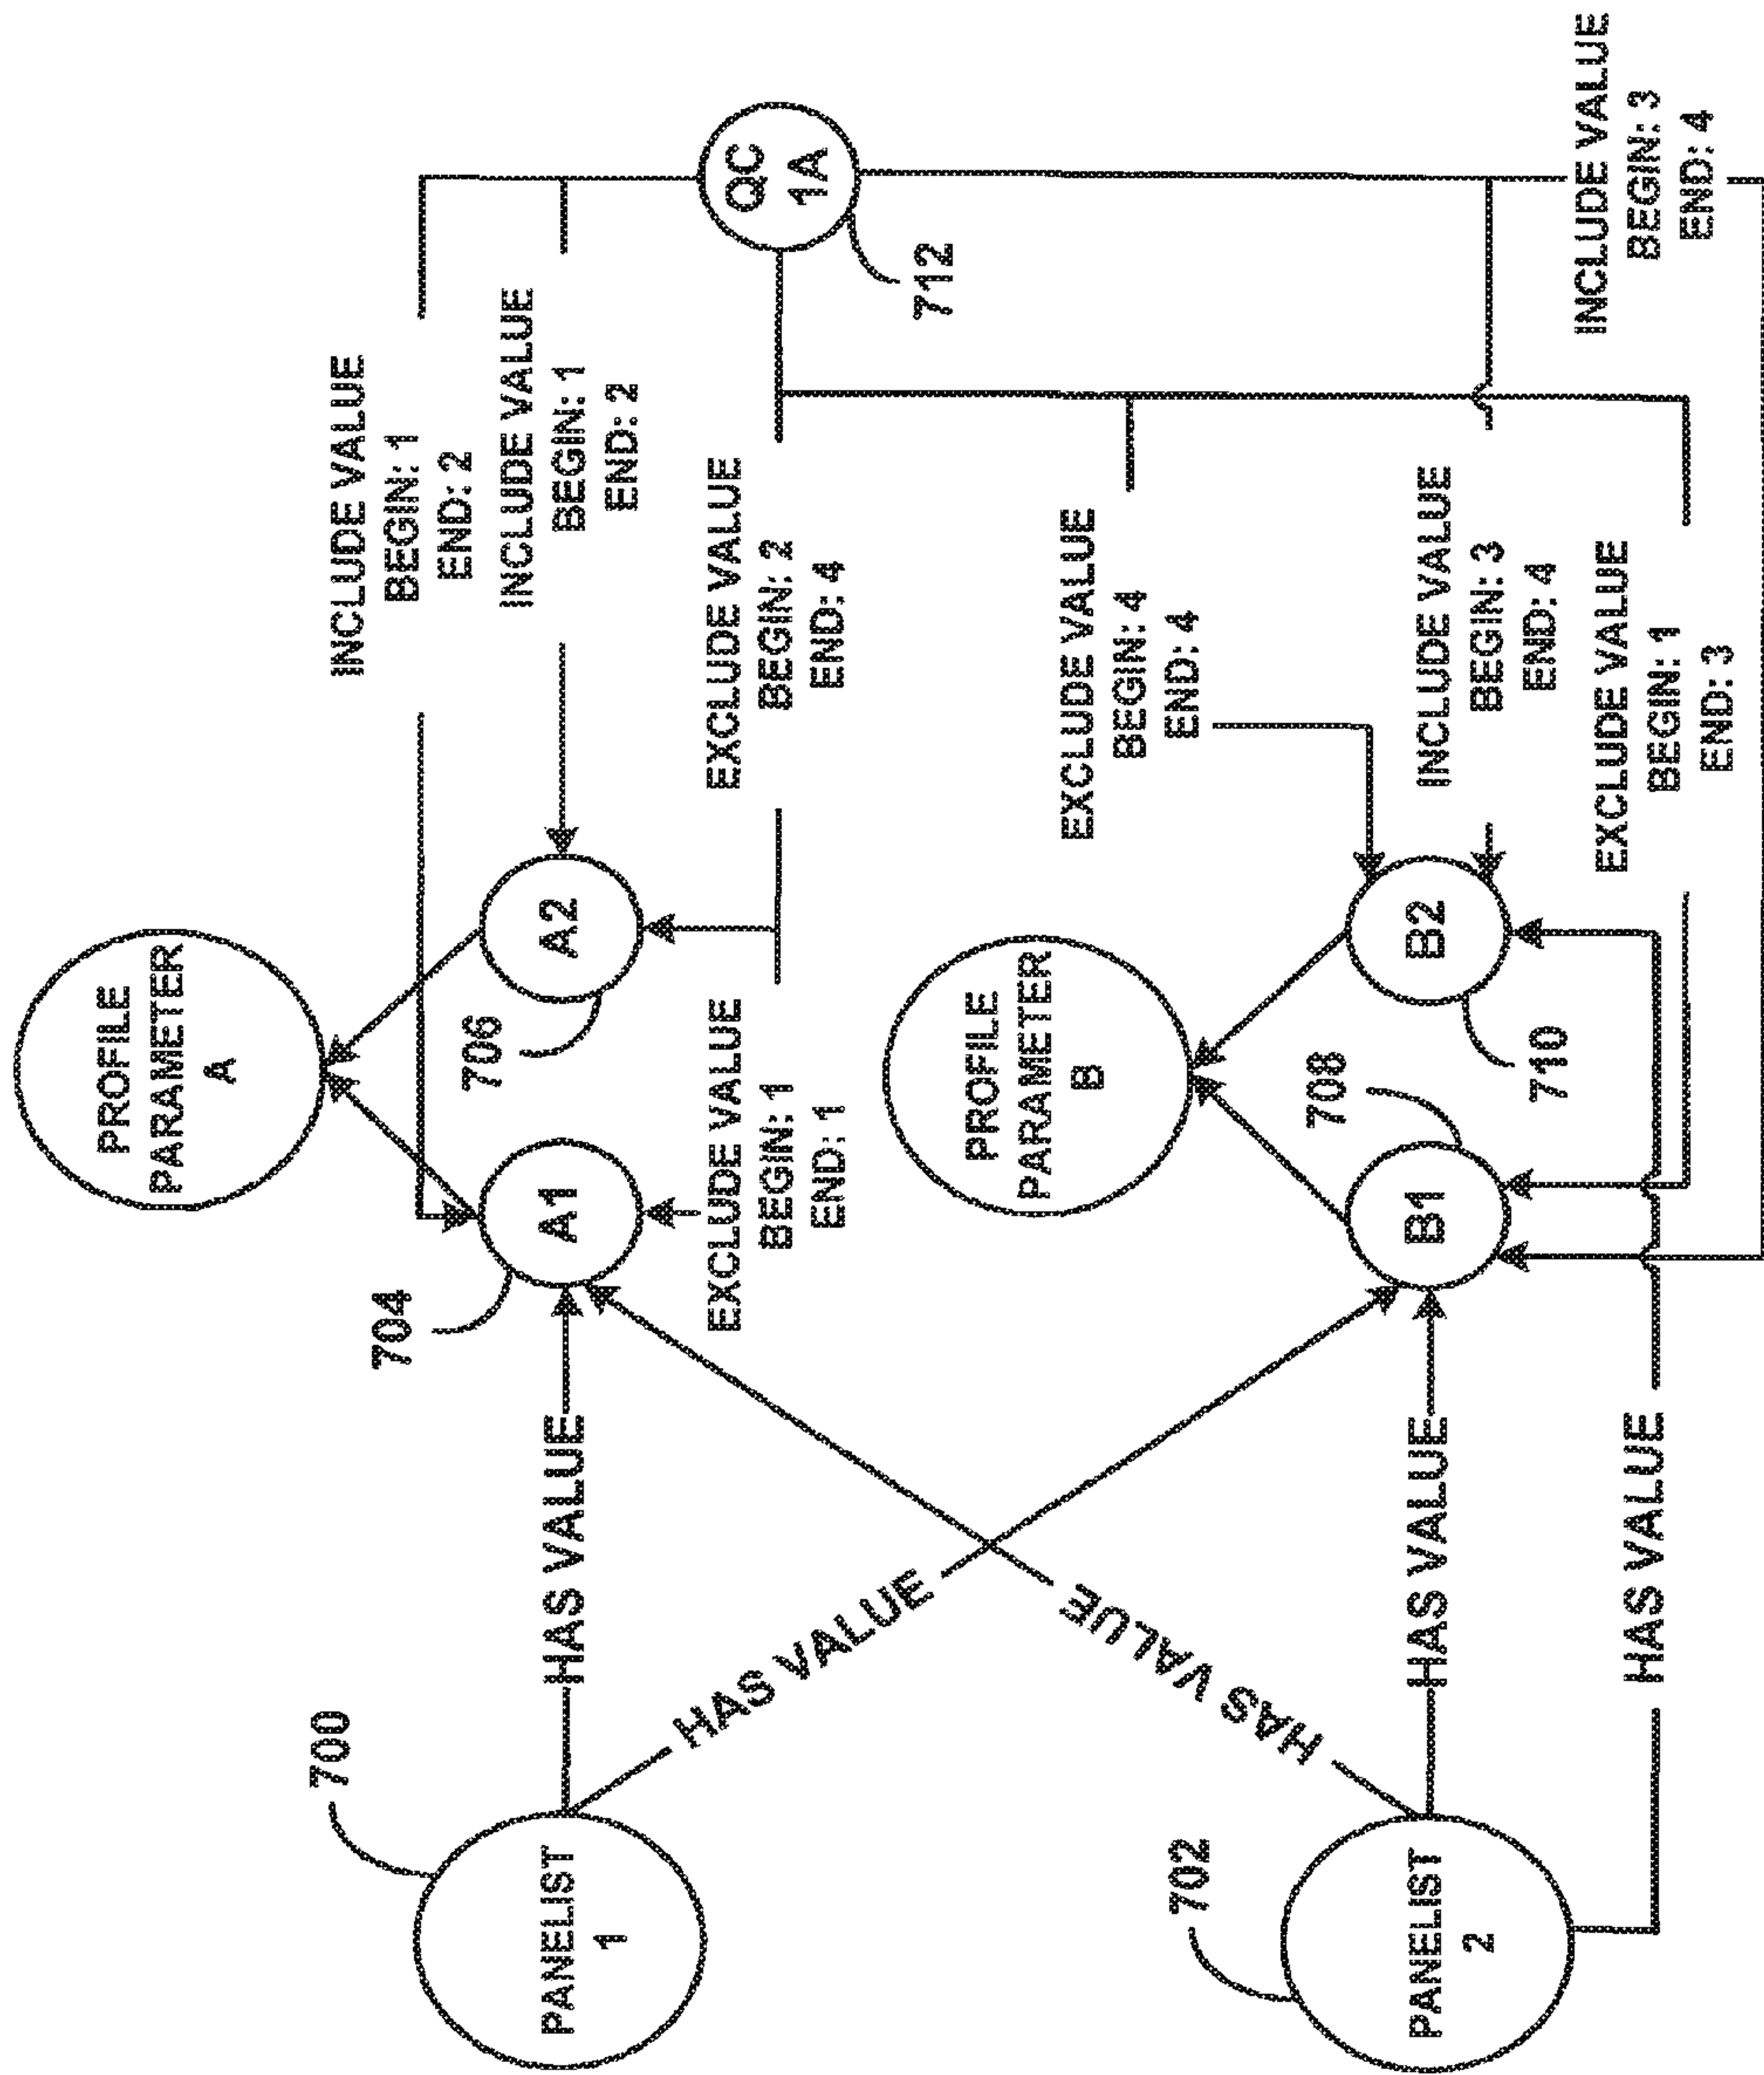 PROFILE
PARAMETER
A
INCLUDE VALUE
BEGIN: 1
END: 2
INCLUDE VALUE
BEGIN: 1
END: 2
704
A1
706
A2
700
PANELIST
1
HAS VALUE
EXCLUDE VALUE
BEGIN: 1
END: 1
EXCLUDE VALUE
BEGIN: 2
END: 4
QC
1A
712
HAS VALUE
HAS VALUE
PROFILE
PARAMETER
B
EXCLUDE VALUE
BEGIN: 4
END: 4
702
PANELIST
2
HAS VALUE
708
B1
B2
710
INCLUDE VALUE
BEGIN: 3
END: 4
HAS VALUE
EXCLUDE VALUE
BEGIN: 1
END: 3
INCLUDE VALUE
BEGIN: 3
END: 4